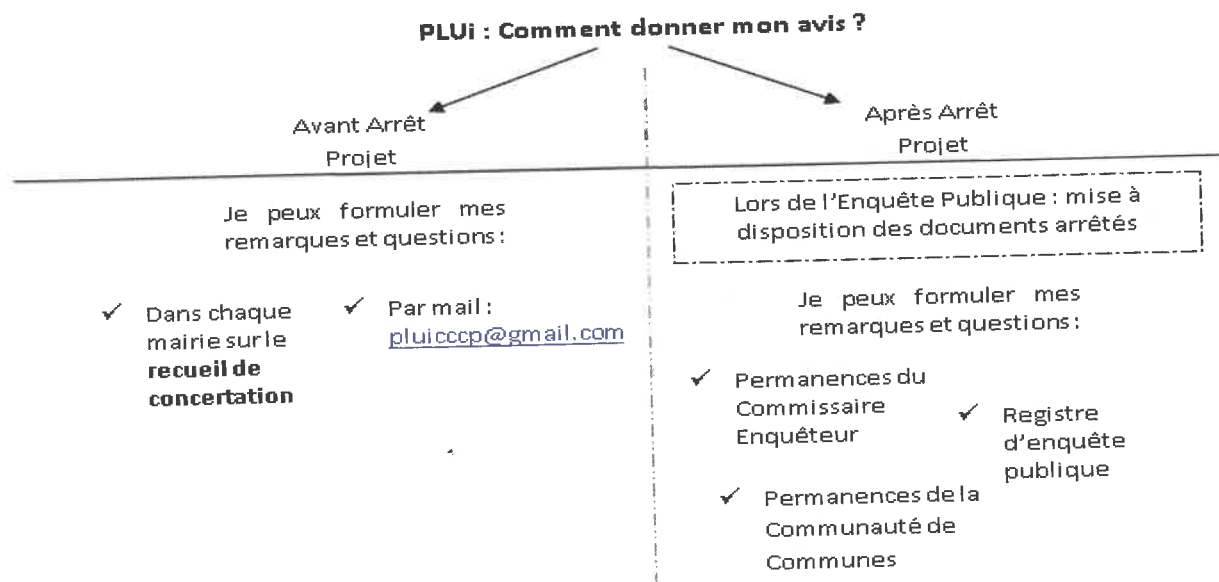 PLUi : Comment donner mon avis ?
Avant Arrêt
Projet
Je peux formuler mes
remarques et questions :
✓ Dans chaque
mairie sur le
recueil de
concertation
✓ Par mail :
pluicccp@gmail.com
Après Arrêt
Projet
Lors de l'Enquête Publique : mise à
disposition des documents arrêtés
Je peux formuler mes
remarques et questions :
✓ Permanences du
Commissaire
Enquêteur
✓ Registre
d'enquête
publique
✓ Permanences de la
Communauté de
Communes